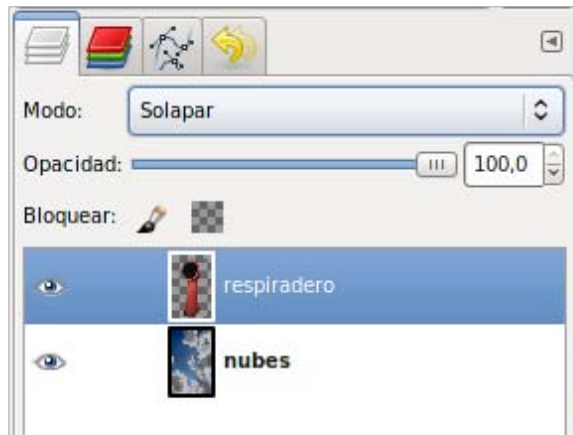 Modo: Solapar
Opacidad: 100,0
Bloquear:
respiradero
nubes